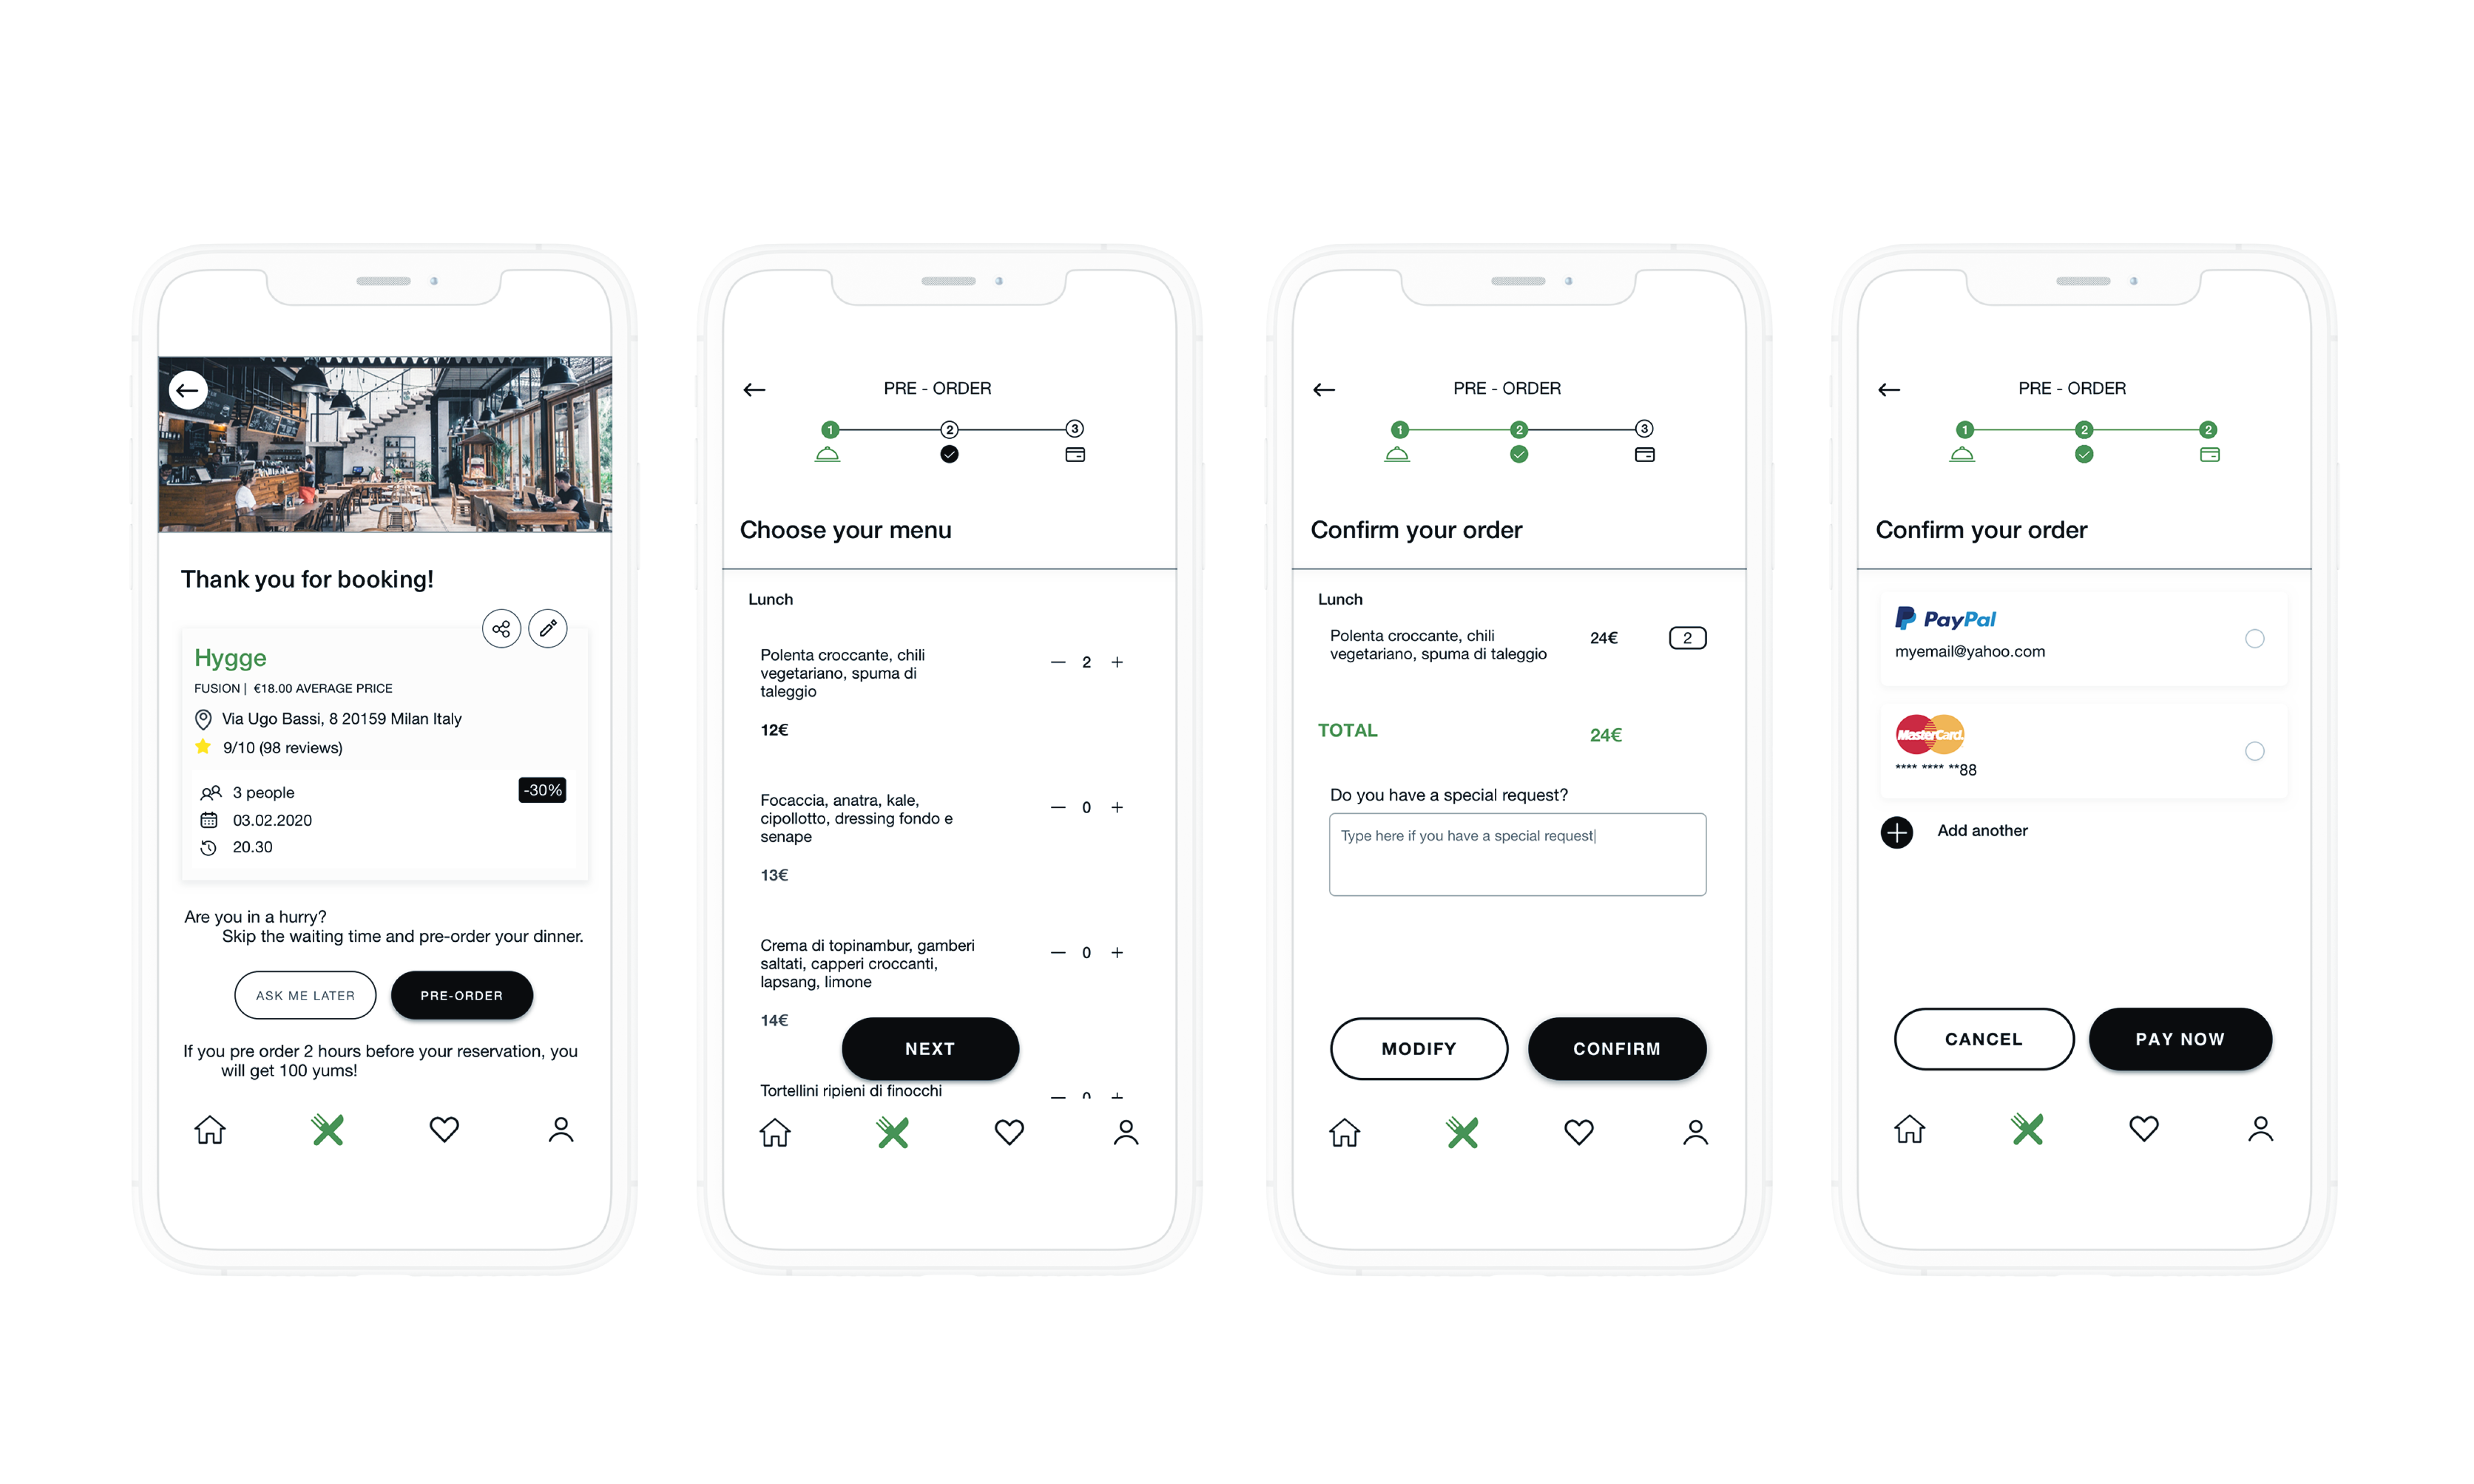 Thank you for booking!
Hygge
FUSION | €18.00 AVERAGE PRICE
Via Ugo Bassi, 8 20159 Milan Italy
9/10 (98 reviews)
3 people
-30%
03.02.2020
20.30
Are you in a hurry?
Skip the waiting time and pre-order your dinner.
ASK ME LATER
PRE-ORDER
If you pre order 2 hours before your reservation, you
will get 100 yums!
PRE - ORDER
1
2
3
Choose your menu
Lunch
Polenta croccante, chili
vegetariano, spuma di
taleggio
— 2 +
12€
Focaccia, anatra, kale,
cipollotto, dressing fondo e
senape
— 0 +
13€
Crema di topinambur, gamberi
saltati, capperi croccanti,
lapsang, limone
— 0 +
14€
NEXT
Tortellini ripieni di finocchi
— 0 +
PRE - ORDER
1
2
3
Confirm your order
Lunch
Polenta croccante, chili
vegetariano, spuma di taleggio
24€
2
TOTAL
24€
Do you have a special request?
Type here if you have a special request
MODIFY
CONFIRM
PRE - ORDER
1
2
2
Confirm your order
PayPal
myemail@yahoo.com
MasterCard
**** **** **88
Add another
CANCEL
PAY NOW